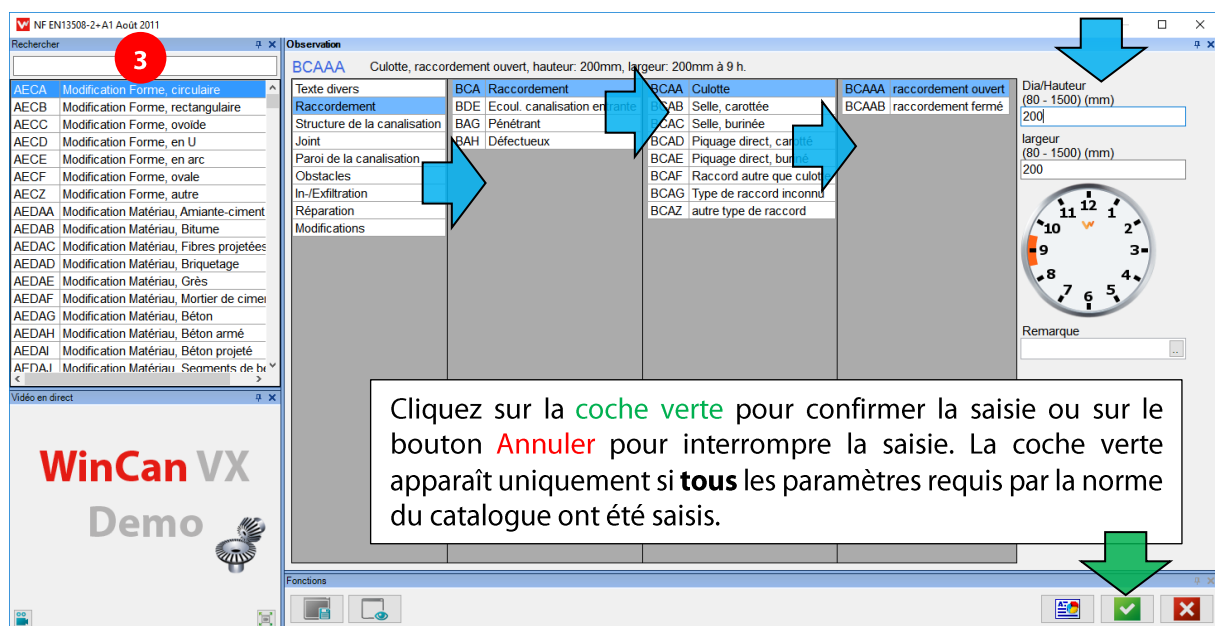 NF EN13508-2+A1 Août 2011
Rechercher
3
AECA Modification Forme, circulaire
AECB Modification Forme, rectangulaire
AECC Modification Forme, ovoïde
AECD Modification Forme, en U
AECE Modification Forme, en arc
AECF Modification Forme, ovale
AECZ Modification Forme, autre
AEDAA Modification Matériau, Amiante-ciment
AEDAB Modification Matériau, Bitume
AEDAC Modification Matériau, Fibres projetées
AEDAD Modification Matériau, Briquetage
AEDAE Modification Matériau, Grès
AEDAF Modification Matériau, Mortier de cimen
AEDAG Modification Matériau, Béton
AEDAH Modification Matériau, Béton armé
AEDAI Modification Matériau, Béton projeté
AEDAJ Modification Matériau, Segments de
Vidéo en direct
WinCan VX
Demo
Observation
BCAAA Culotte, raccordement ouvert, hauteur: 200mm, largeur: 200mm à 9 h.
Texte divers
Raccordement
Structure de la canalisation
Joint
Paroi de la canalisation
Obstacles
In-/Exfiltration
Réparation
Modifications
BCA Raccordement
BDE Ecoul. canalisation entrante
BAG Pénétrant
BAH Défectueux
BCAA Culotte
BCAB Selle, carottée
BCAC Selle, burinée
BCAD Piquage direct, carotté
BCAE Piquage direct, buriné
BCAF Raccord autre que culotte
BCAG Type de raccord inconnu
BCAZ autre type de raccord
BCAAA raccordement ouvert
BCAAB raccordement fermé
Dia/Hauteur
(80 - 1500) (mm)
200
largeur
(80 - 1500) (mm)
200
12
11 1
10 2
9 3
8 4
7 6 5
Remarque
..
Cliquez sur la coche verte pour confirmer la saisie ou sur le
bouton Annuler pour interrompre la saisie. La coche verte
apparaît uniquement si tous les paramètres requis par la norme
du catalogue ont été saisis.
Fonctions